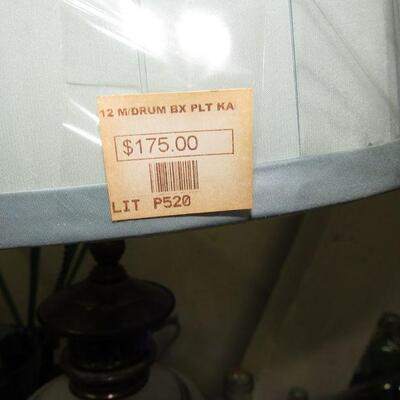 12 M/DRUM BX PLT KA
$175.00
LIT P520